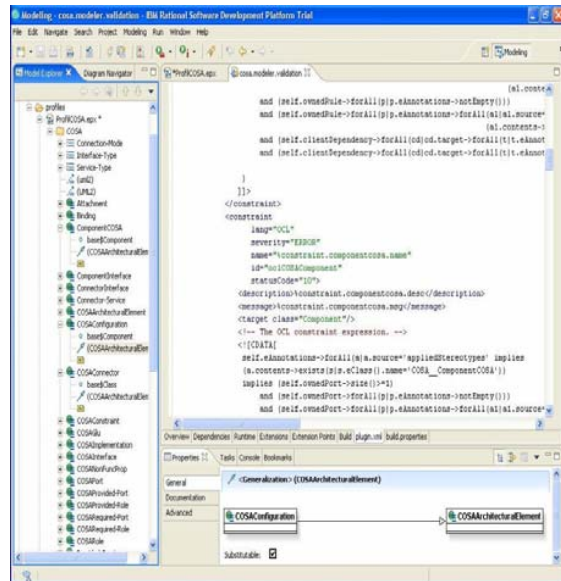 Modeling - cosa.modeler.validation - IBM Rational Software Development Platform Trial
File Edit Navigate Search Project Modeling Run Window Help
Modeling
Model Explorer
Diagram Navigator
*ProfilCOSA.epx
cosa.modeler.validation
profiles
ProfilCOSA.epx *
COSA
Connection-Mode
Interface-Type
Service-Type
(uml2)
(UML2)
Attachment
Binding
ComponentCOSA
base$Component
(COSAArchitecturalElem
ComponentInterface
ConnectorInterface
Connector-Service
COSAArchitecturalElement
COSAConfiguration
base$Component
(COSAArchitecturalElem
COSAConnector
base$Class
(COSAArchitecturalElem
COSAConstraint
COSAGlu
COSAImplementation
COSAInterface
COSANonFuncProp
COSAPort
COSAProvided-Port
COSAProvided-Role
COSARequired-Port
COSARequired-Role
COSARole
(a1.conte
and (self.ownedRule->forAll(p|p.eAnnotations->notEmpty()))
and (self.ownedRule->forAll(a1|a1.source=
(a1.contents->
and (self.clientDependency->forAll(cd|cd.target->forAll(t|t.eAnnot
and (self.clientDependency->forAll(cd|cd.target->forAll(t|t.eAnnot
)
]]>
</constraint>
<constraint
lang="OCL"
severity="ERROR"
name="%constraint.componentcosa.name"
id="oclCOSAComponent"
statusCode="10">
<description>%constraint.componentcosa.desc</description>
<message>%constraint.componentcosa.msg</message>
<target class="Component"/>
<!-- The OCL constraint expression. -->
<![CDATA[
self.eAnnotations->forAll(a|a.source='appliedStereotypes' implies
(a.contents->exists(s|s.eClass().name='COSA__ComponentCOSA'))
implies (self.ownedPort->size()>=1)
and (self.ownedPort->forAll(p|p.eAnnotations->notEmpty()))
and (self.ownedPort->forAll(a1|a1.source=
Overview Dependencies Runtime Extensions Extension Points Build plugin.xml build.properties
Properties Tasks Console Bookmarks
General
Documentation
Advanced
<Generalization> (COSAArchitecturalElement)
COSAConfiguration
COSAArchitecturalElement
Substitutable: